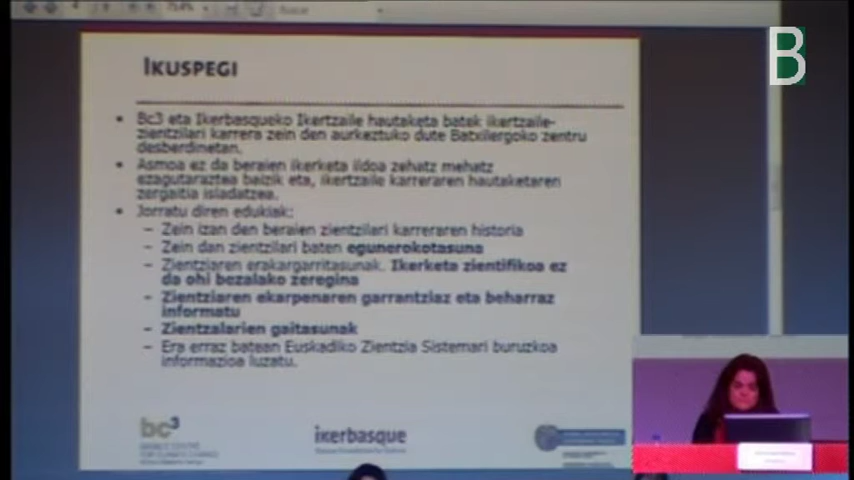 B
IKUSPEGI
• Bc3 eta Ikerbasqueko Ikertzaile hautaketa batek ikertzaile-
zientzilari karrera zein den aurkeztuko dute Batxilergoko zentru
desberdinetan.
• Asmoa ez da beraien ikerketa ildoa zehatz mehatz
ezagutaraztea baizik eta, ikertzaile karreraren hautaketaren
zergaitia isladatzea.
• Jorratu diren edukiak:
– Zein izan den beraien zientzilari karreraren historia
– Zein dan zientzilari baten egunerokotasuna
– Zientziaren erakargarritasunak. Ikerketa zientifikoa ez
da ohi bezalako zeregina
– Zientziaren ekarpenaren garrantziaz eta beharraz
informatu
– Zientzalarien gaitasunak
– Era erraz batean Euskadiko Zientzia Sistemari buruzkoa
informazioa luzatu.
bc3
ikerbasque